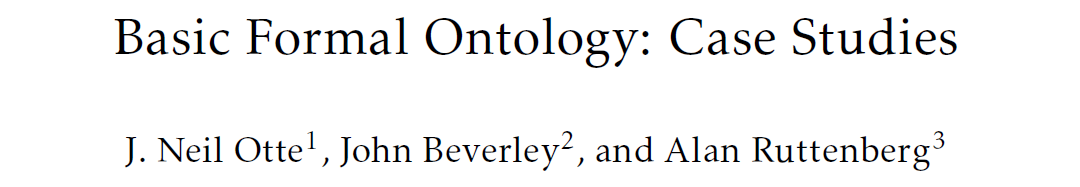 Basic Formal Ontology: Case Studies
J. Neil Otte¹, John Beverley², and Alan Ruttenberg³